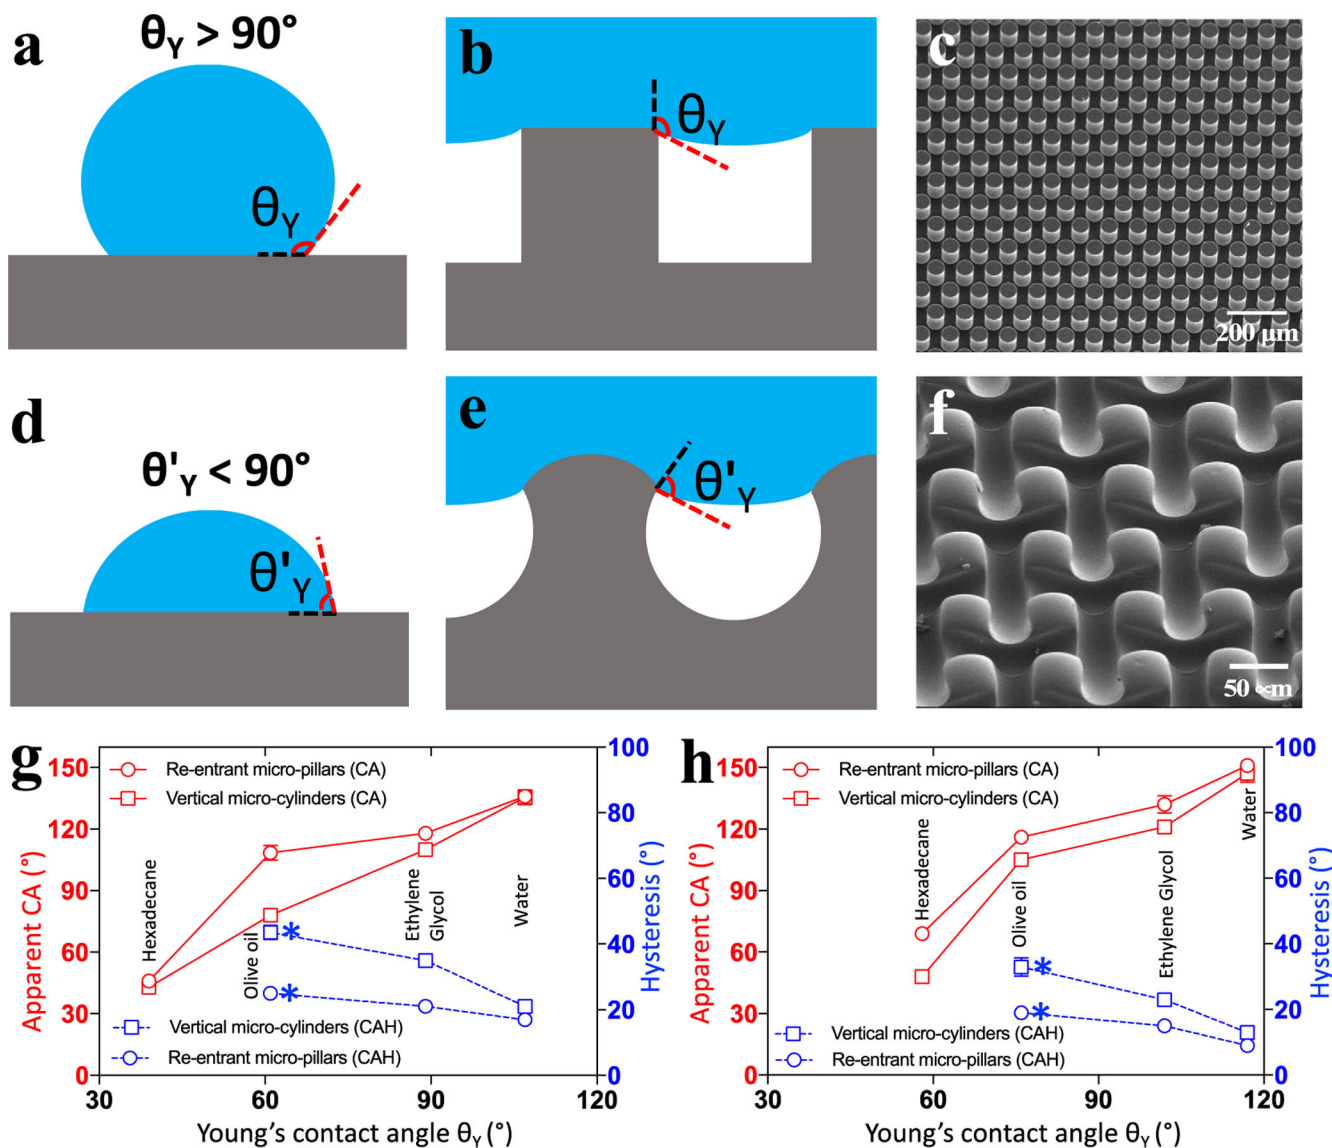 a
θY > 90°
θY
b
θY
c
200 µm
d
θ'Y < 90°
θ'Y
e
θ'Y
f
50 ∝m
g
Re-entrant micro-pillars (CA)
Vertical micro-cylinders (CA)
Hexadecane
Olive oil
Ethylene
Glycol
Water
*
*
Vertical micro-cylinders (CAH)
Re-entrant micro-pillars (CAH)
Apparent CA (°)
150
120
90
60
30
0
100
80
60
40
20
0
Hysteresis (°)
30
60
90
120
Young's contact angle θY (°)
h
Re-entrant micro-pillars (CA)
Vertical micro-cylinders (CA)
Hexadecane
Olive oil
Ethylene Glycol
Water
*
*
Vertical micro-cylinders (CAH)
Re-entrant micro-pillars (CAH)
Apparent CA (°)
150
120
90
60
30
0
100
80
60
40
20
0
Hysteresis (°)
30
60
90
120
Young's contact angle θY (°)